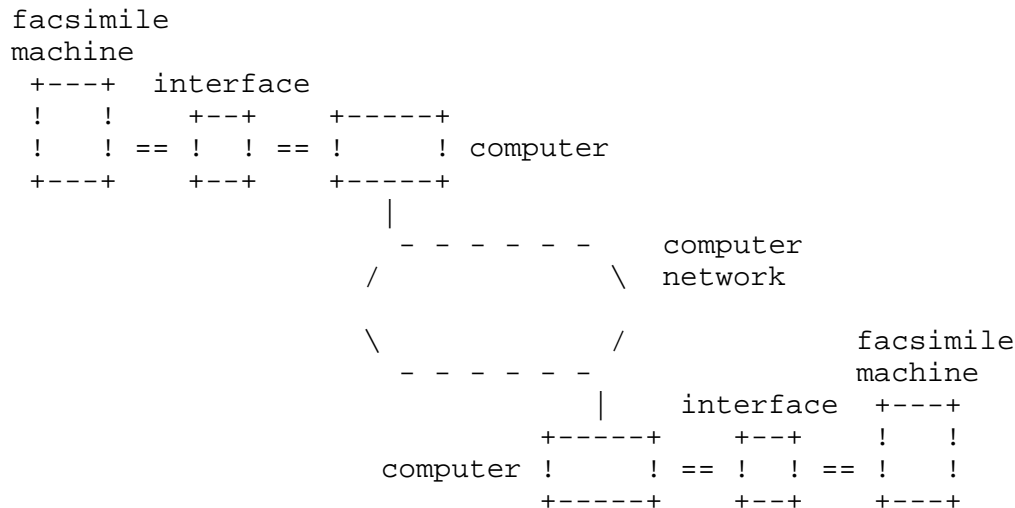 facsimile
machine
+---+ interface
! ! +--+ +-----+
! ! == ! ! == ! ! computer
+---+ +--+ +-----+
|
- - - - - - computer
/ \ network
\ / facsimile
- - - - - - machine
| interface +---+
+-----+ +--+ ! !
computer ! ! == ! ! == ! !
+-----+ +--+ +---+